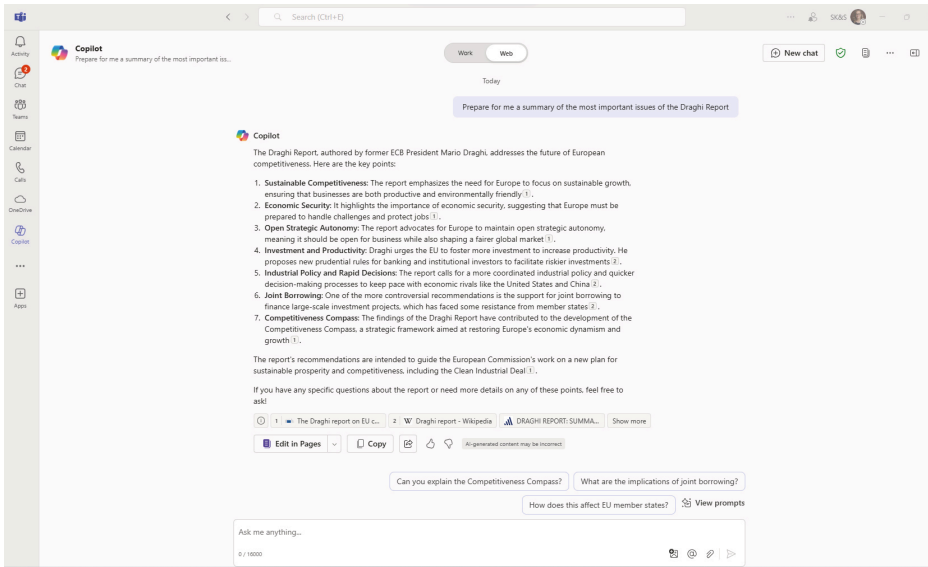 Search (Ctrl+E)
SK&S
Activity
2
Chat
Teams
Calendar
Calls
OneDrive
Copilot
Apps
Copilot
Prepare for me a summary of the most important iss...
Work Web
New chat
Today
Prepare for me a summary of the most important issues of the Draghi Report
Copilot
The Draghi Report, authored by former ECB President Mario Draghi, addresses the future of European
competitiveness. Here are the key points:
1. Sustainable Competitiveness: The report emphasizes the need for Europe to focus on sustainable growth,
ensuring that businesses are both productive and environmentally friendly 1 .
2. Economic Security: It highlights the importance of economic security, suggesting that Europe must be
prepared to handle challenges and protect jobs 1 .
3. Open Strategic Autonomy: The report advocates for Europe to maintain open strategic autonomy,
meaning it should be open for business while also shaping a fairer global market 1 .
4. Investment and Productivity: Draghi urges the EU to foster more investment to increase productivity. He
proposes new prudential rules for banking and institutional investors to facilitate riskier investments 2 .
5. Industrial Policy and Rapid Decisions: The report calls for a more coordinated industrial policy and quicker
decision-making processes to keep pace with economic rivals like the United States and China 2 .
6. Joint Borrowing: One of the more controversial recommendations is the support for joint borrowing to
finance large-scale investment projects, which has faced some resistance from member states 2 .
7. Competitiveness Compass: The findings of the Draghi Report have contributed to the development of the
Competitiveness Compass, a strategic framework aimed at restoring Europe's economic dynamism and
growth 1 .
The report's recommendations are intended to guide the European Commission's work on a new plan for
sustainable prosperity and competitiveness, including the Clean Industrial Deal 1 .
If you have any specific questions about the report or need more details on any of these points, feel free to
ask!
1 The Draghi report on EU c... 2 W Draghi report - Wikipedia DRAGHI REPORT: SUMMA... Show more
Edit in Pages Copy AI-generated content may be incorrect
Can you explain the Competitiveness Compass? What are the implications of joint borrowing?
How does this affect EU member states? View prompts
Ask me anything...
0 / 16000